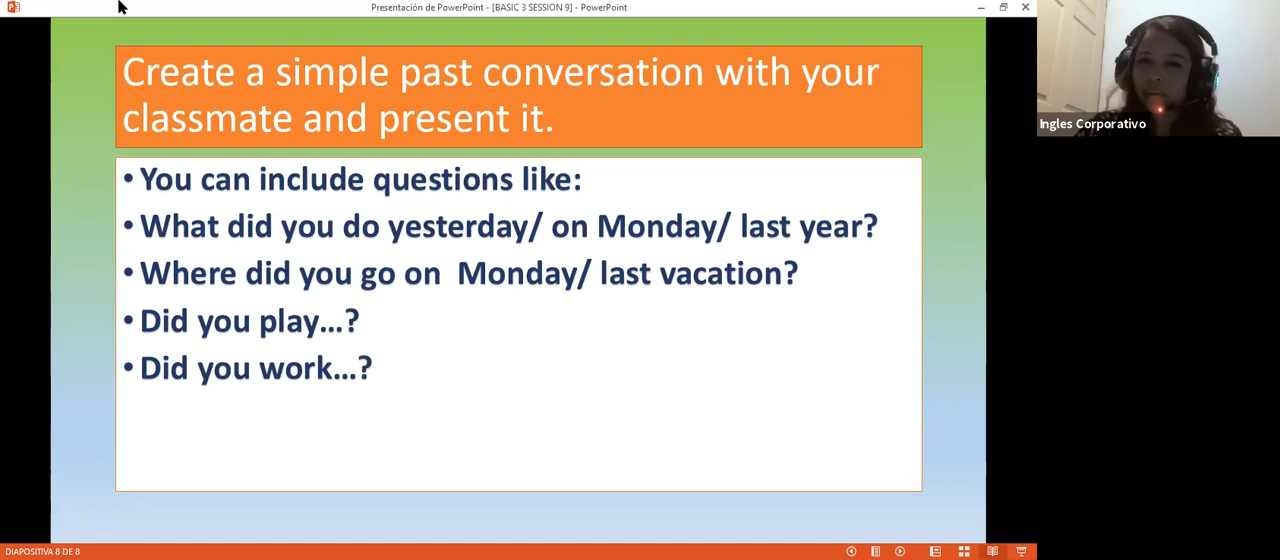 Presentación de PowerPoint - [BASIC 3 SESSION 9] - PowerPoint
Create a simple past conversation with your
classmate and present it.
• You can include questions like:
• What did you do yesterday/ on Monday/ last year?
• Where did you go on  Monday/ last vacation?
• Did you play...?
• Did you work...?
Ingles Corporativo
DIAPOSITIVA 8 DE 8